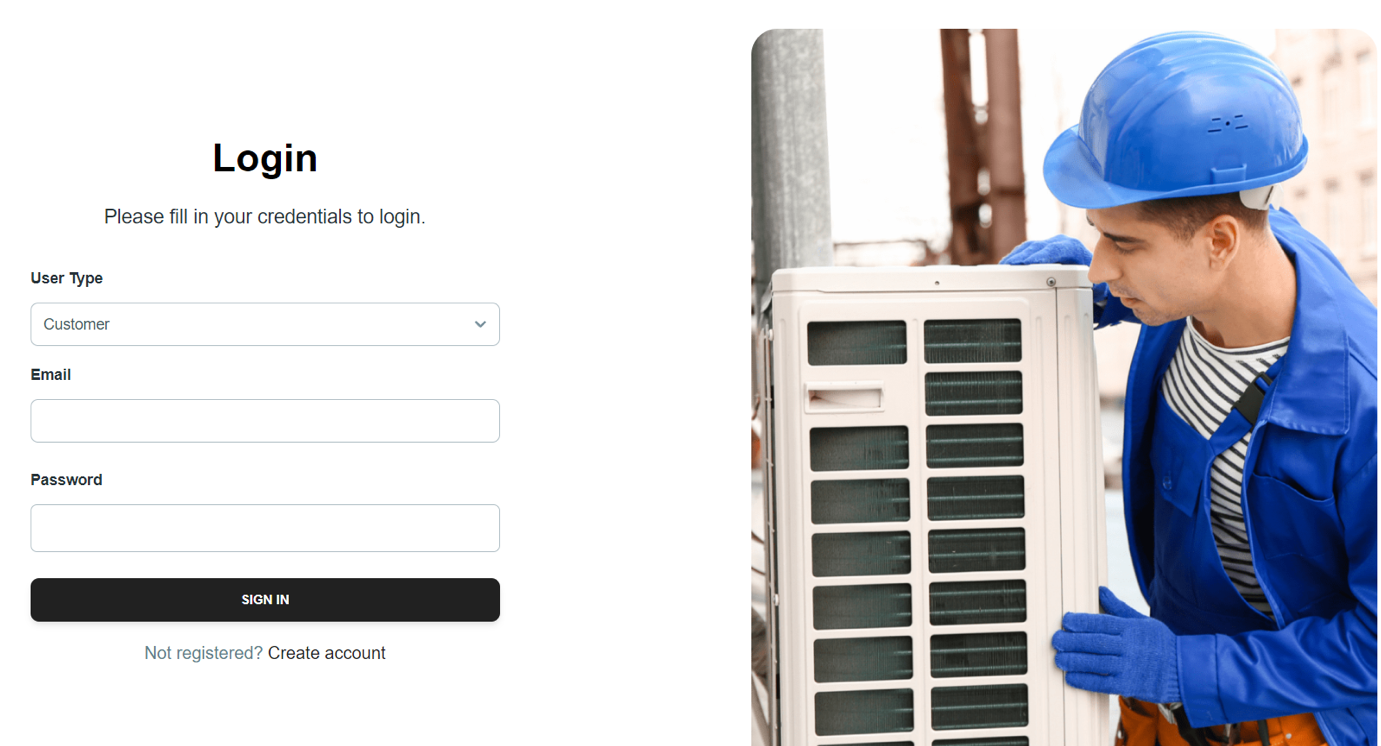 Login
Please fill in your credentials to login.
User Type
Customer
Email
Password
SIGN IN
Not registered? Create account